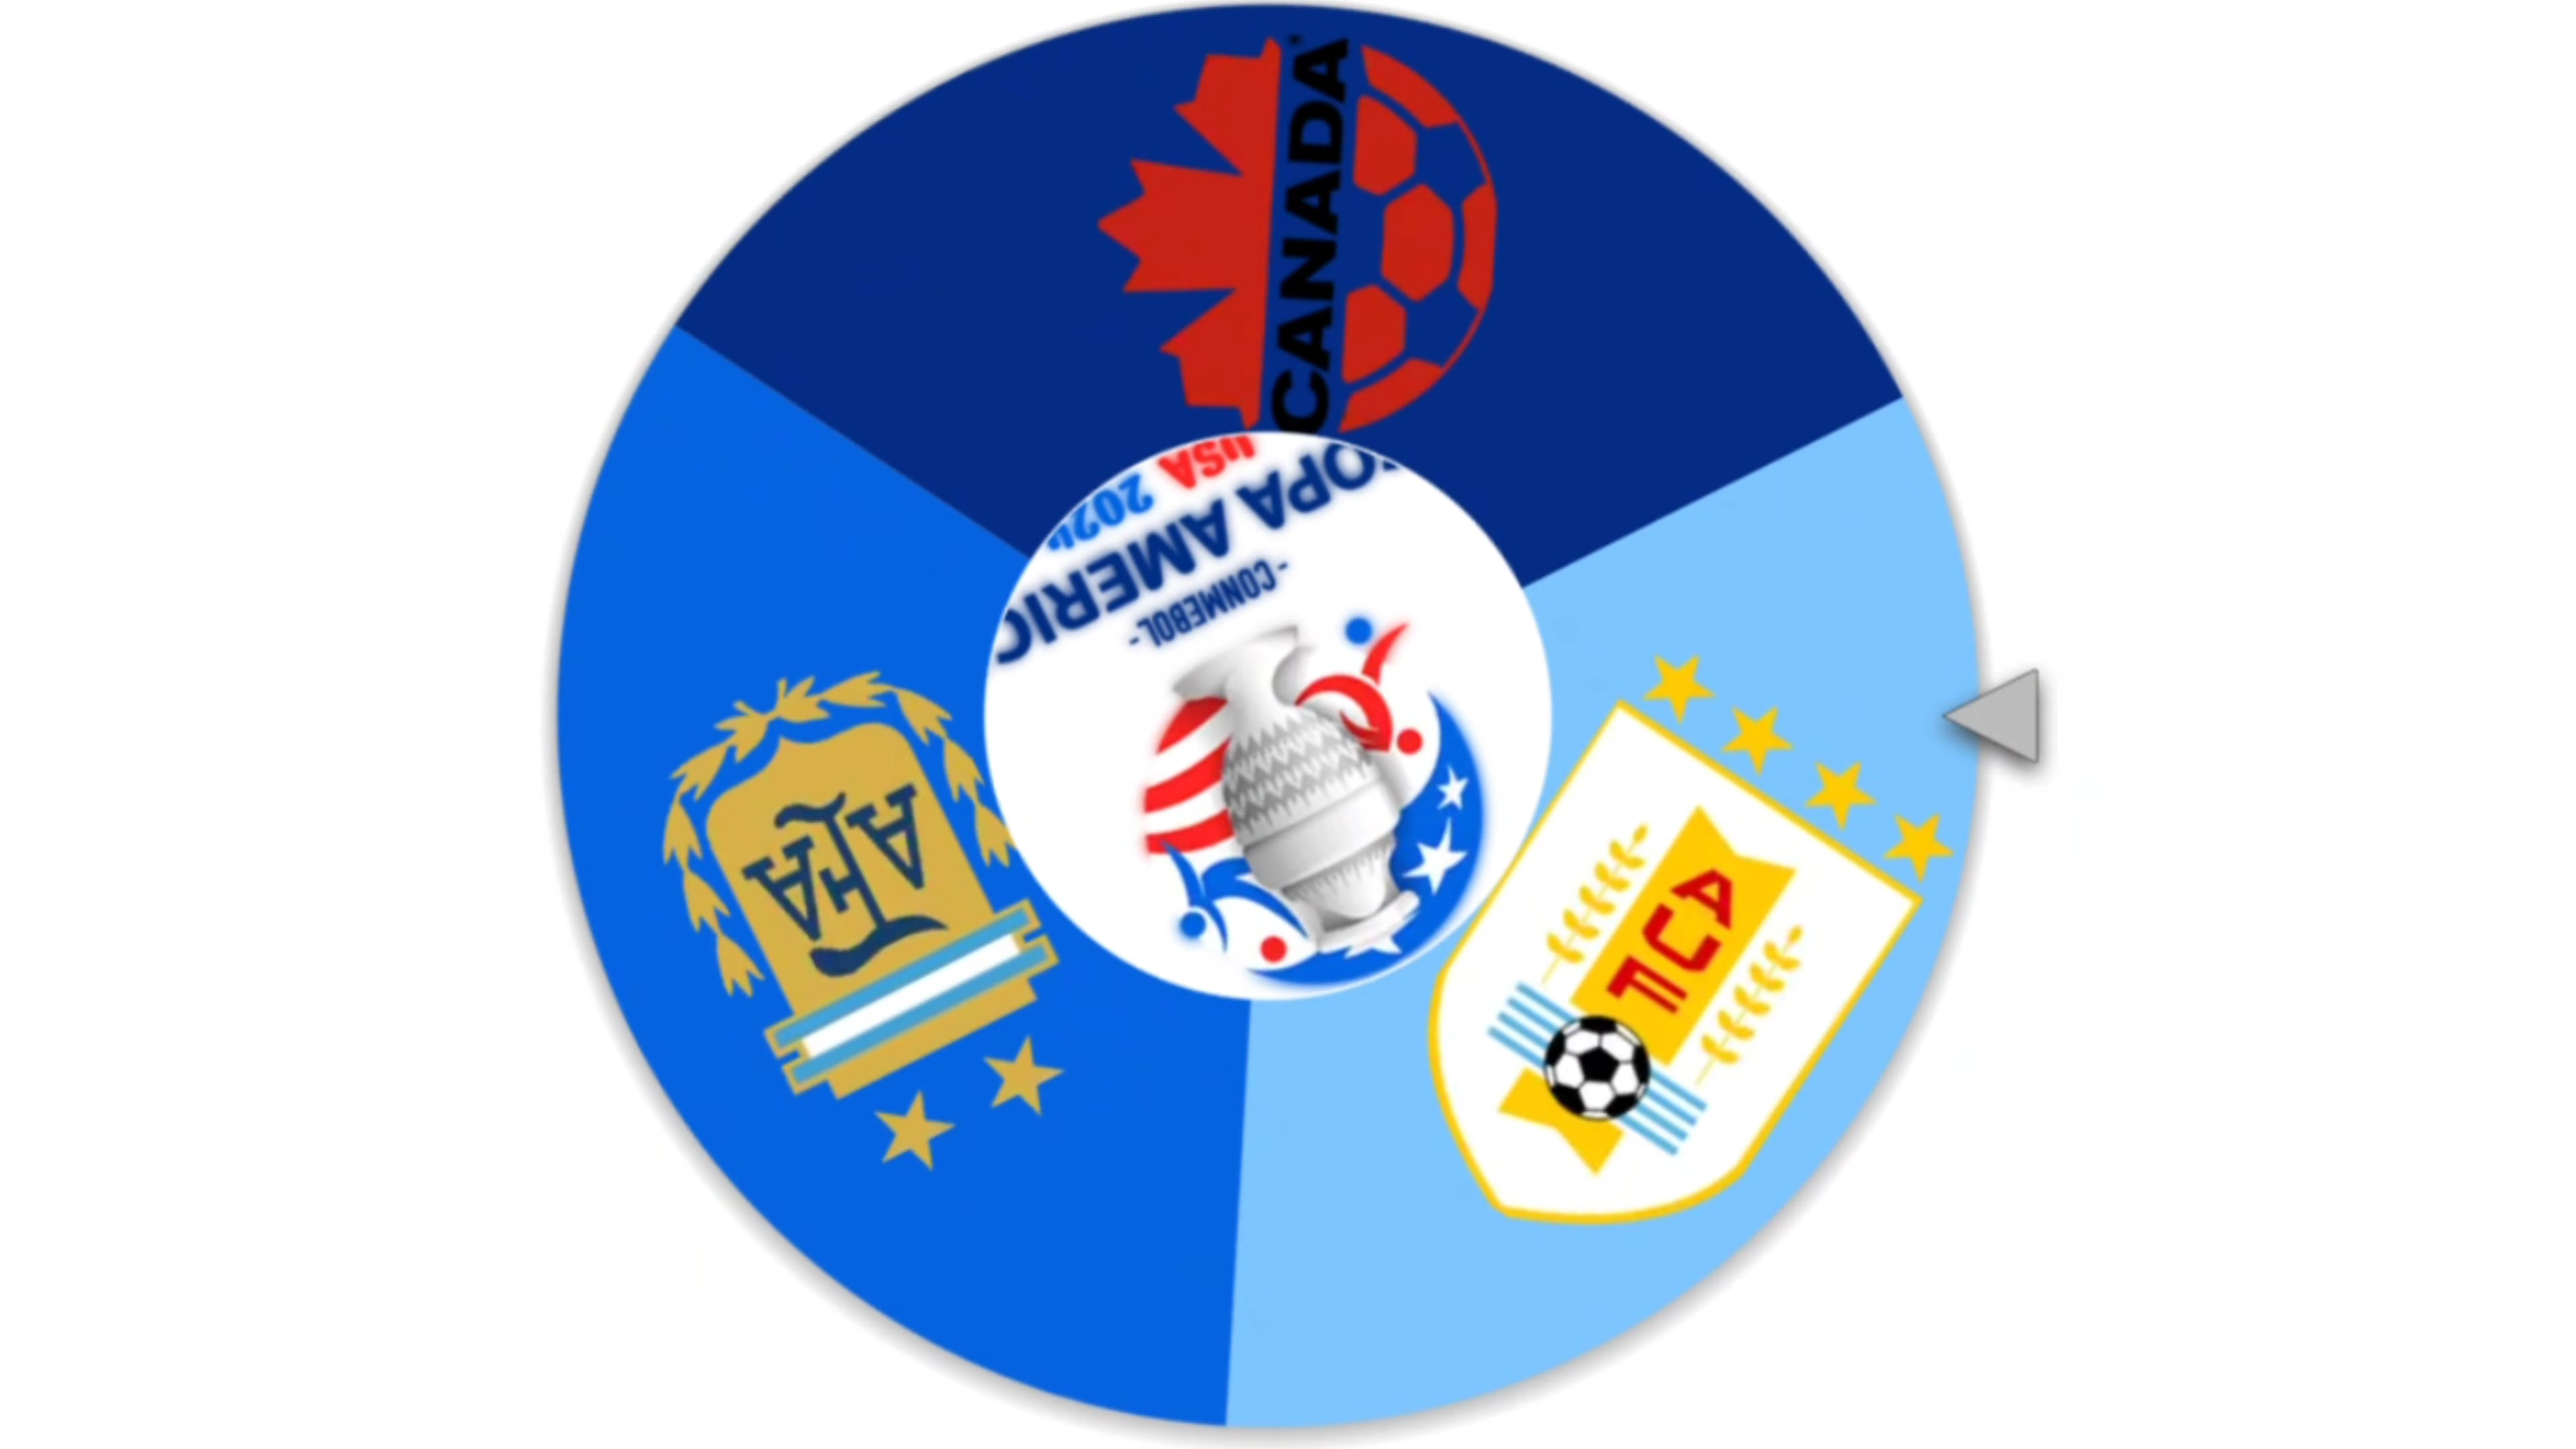 CANADA
- CONMEBOL -
COPA AMERIC
USA 2024
AFA
AUF